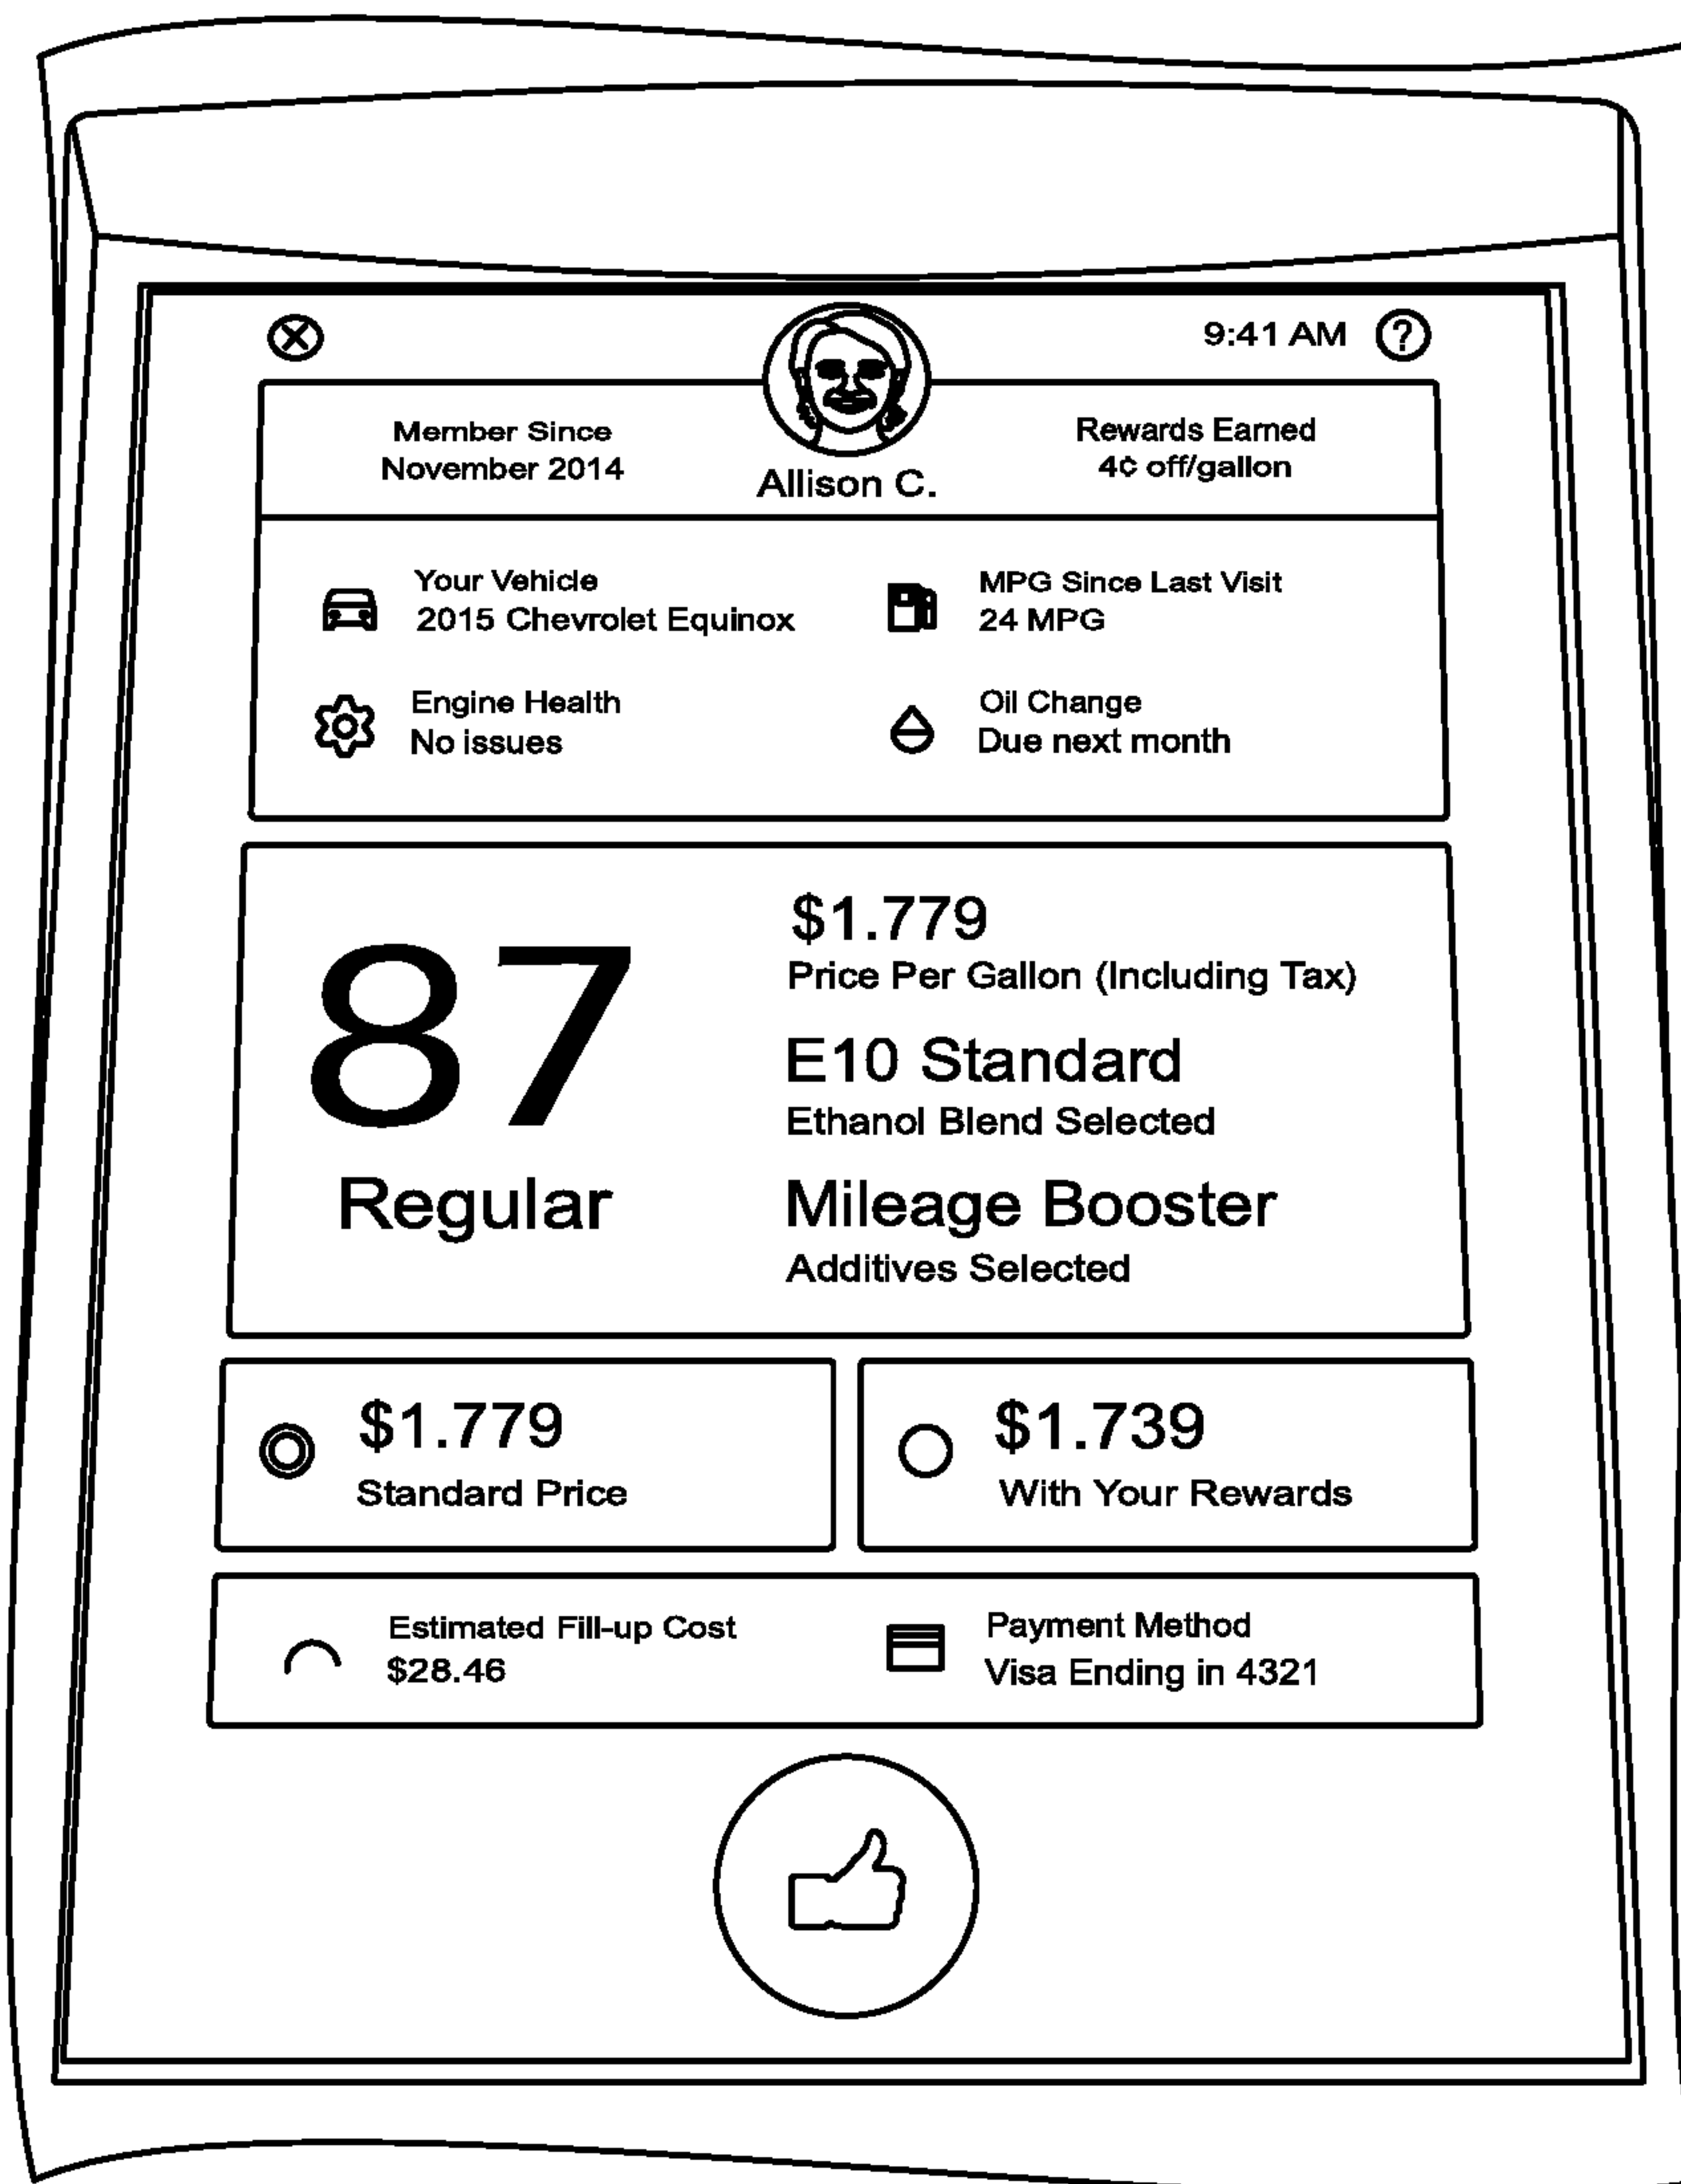 9:41 AM
?
Member Since
November 2014
Allison C.
Rewards Earned
4¢ off/gallon
Your Vehicle
2015 Chevrolet Equinox
MPG Since Last Visit
24 MPG
Engine Health
No issues
Oil Change
Due next month
87
Regular
$1.779
Price Per Gallon (Including Tax)
E10 Standard
Ethanol Blend Selected
Mileage Booster
Additives Selected
$1.779
Standard Price
$1.739
With Your Rewards
Estimated Fill-up Cost
$28.46
Payment Method
Visa Ending in 4321